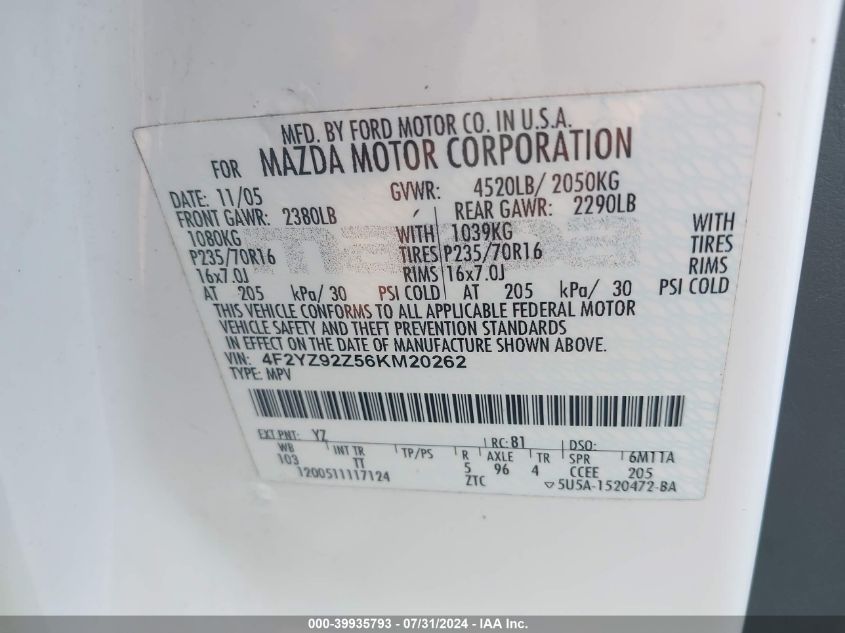 MFD. BY FORD MOTOR CO. IN U.S.A.
FOR MAZDA MOTOR CORPORATION
DATE: 11/05 GVWR: 4520LB/ 2050KG
FRONT GAWR: 2380LB REAR GAWR: 2290LB
1080KG WITH 1039KG WITH
P235/70R16 TIRES P235/70R16 TIRES
16x7.0J RIMS 16x7.0J RIMS
AT 205 kPa/ 30 PSI COLD AT 205 kPa/ 30 PSI COLD
THIS VEHICLE CONFORMS TO ALL APPLICABLE FEDERAL MOTOR
VEHICLE SAFETY AND THEFT PREVENTION STANDARDS
IN EFFECT ON THE DATE OF MANUFACTURE SHOWN ABOVE.
VIN: 4F2YZ92Z56KM20262
TYPE: MPV
EXT PNT: YZ RC: 81 DSO:
WB INT TR TP/PS R AXLE TR SPR 6M11A
103 TT 5 96 4 CCEE 205
1200511117124 ZTC 5U5A-1520472-BA
000-39935793 - 07/31/2024 - IAA Inc.